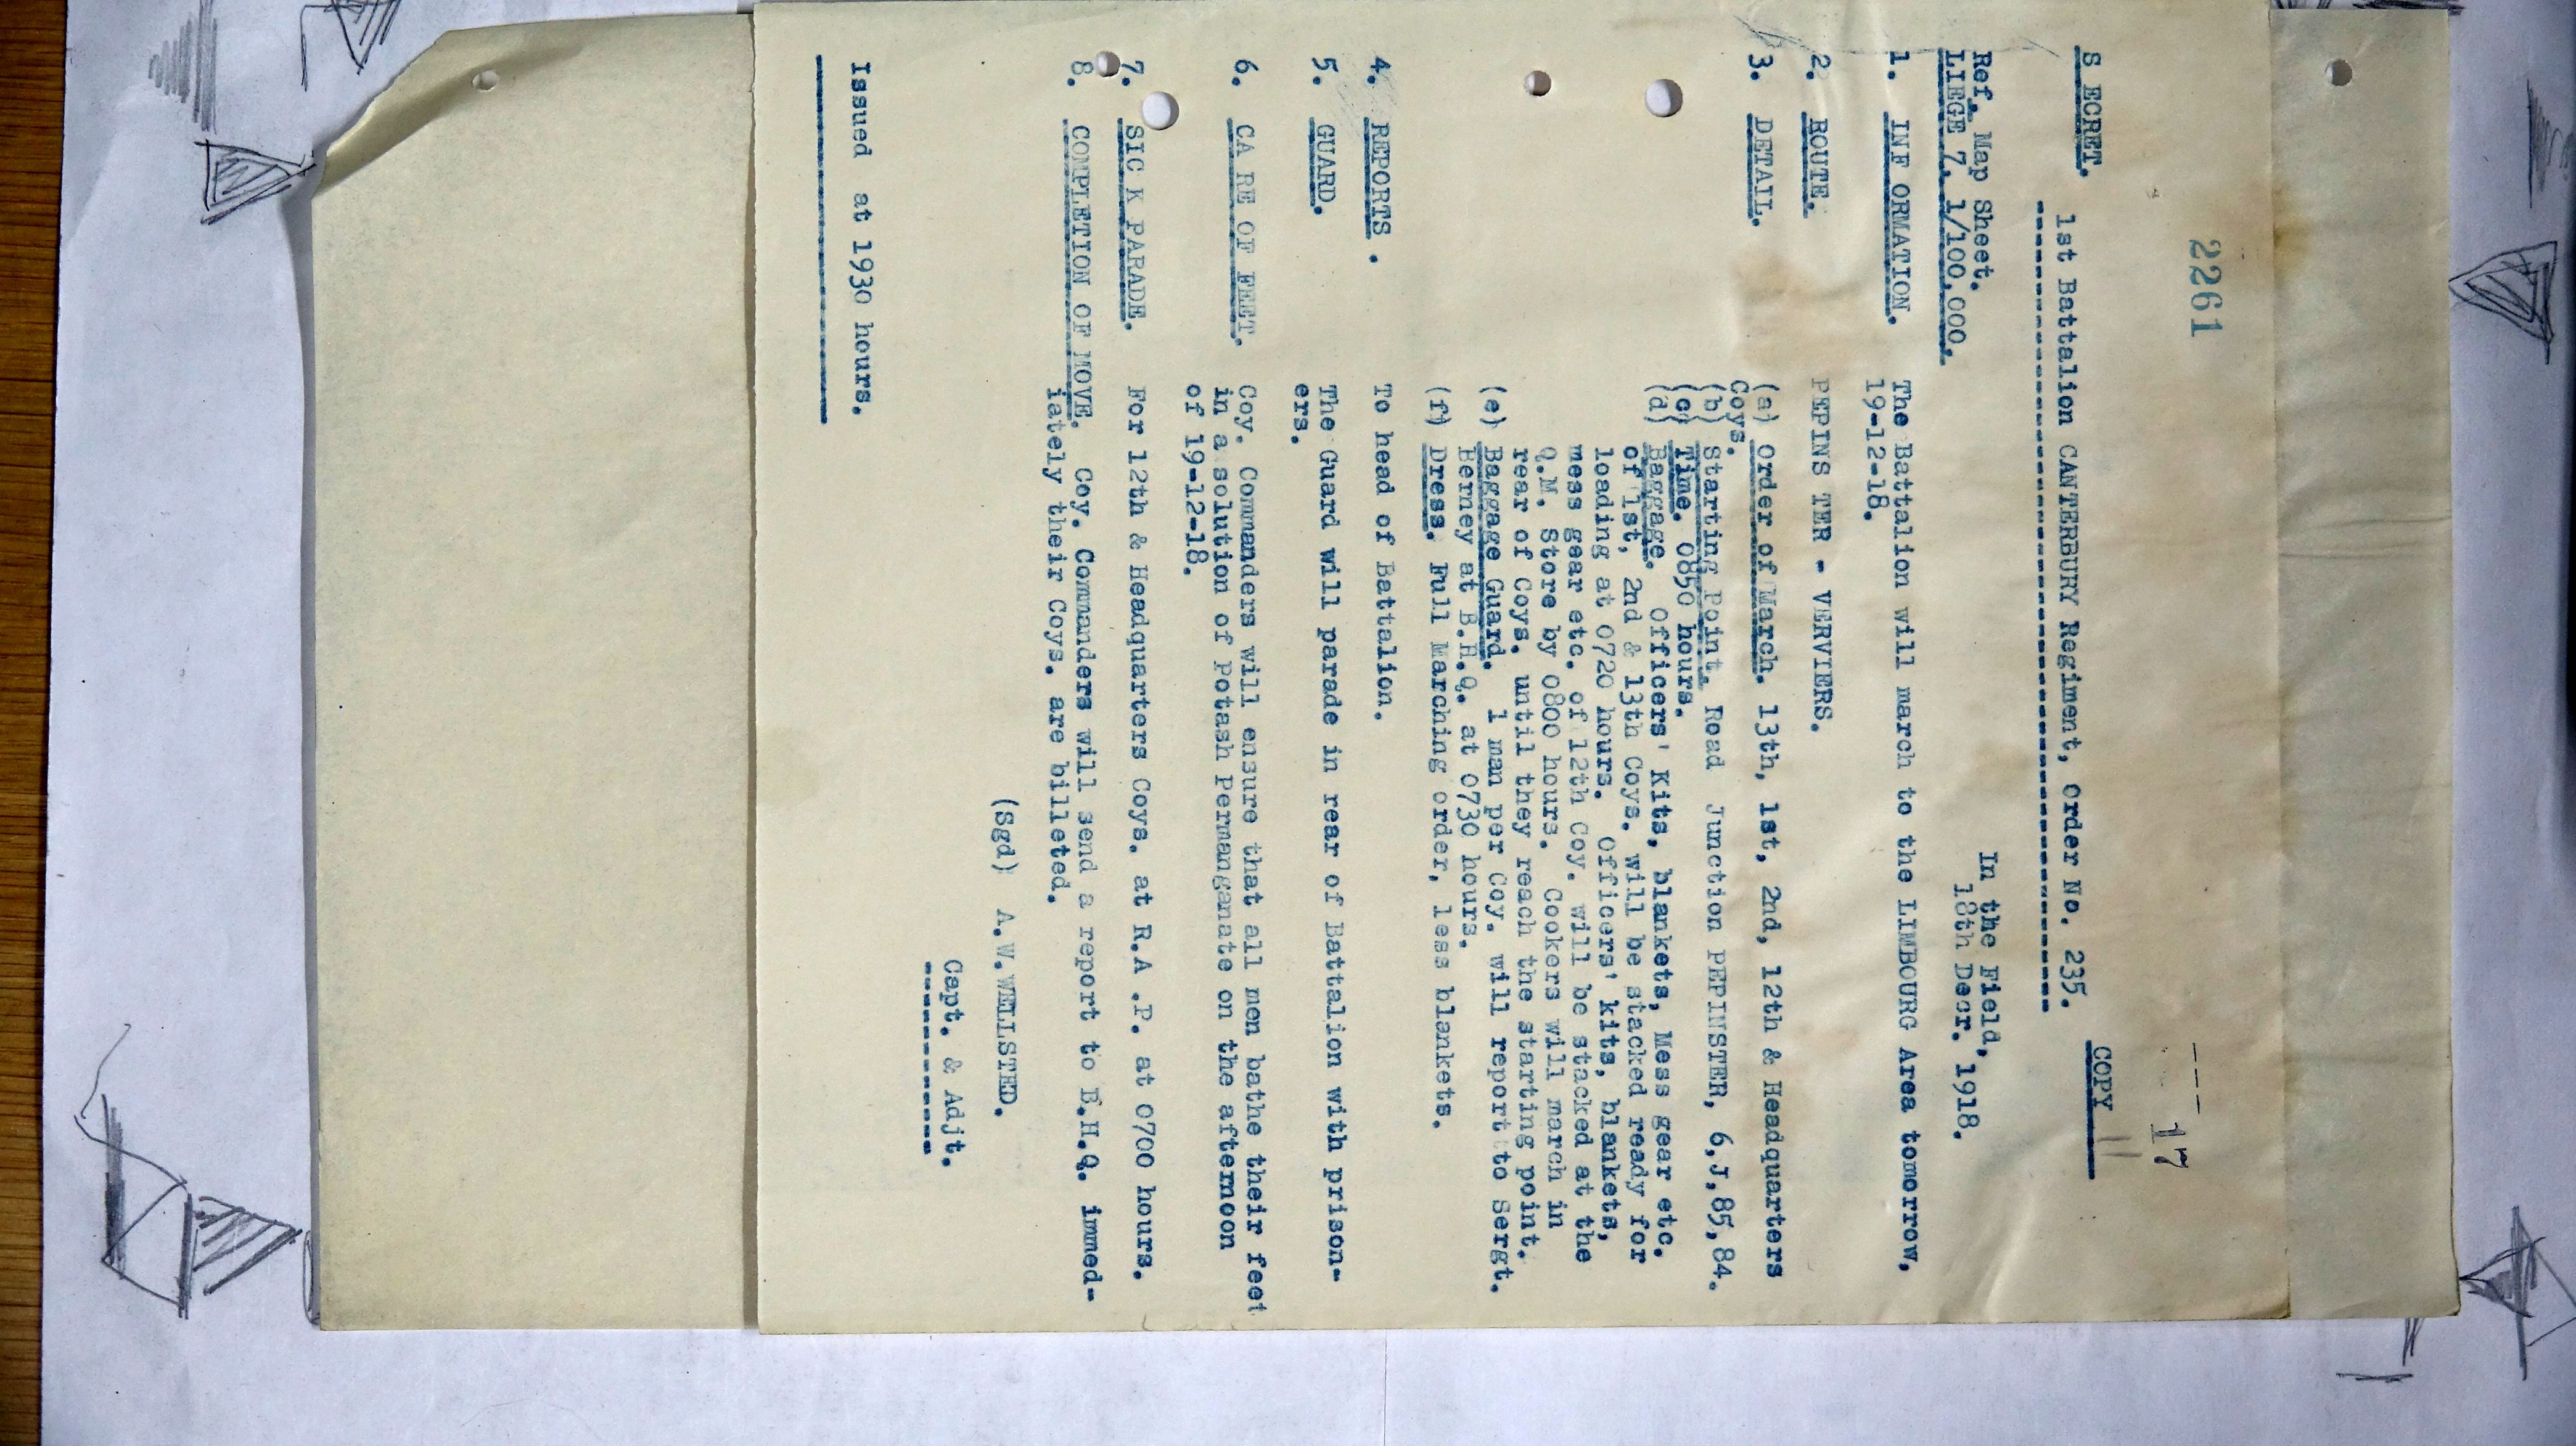 2261
17
S ECRET.
COPY
1st Battalion CANTERBURY Regiment, Order No. 235.
Ref. Map Sheet.
LIEGE 7. 1/100,000.
In the Field,
18th Decr. 1918.
1. INF ORMATION. The Battalion will march to the LIMBOURG Area tomorrow,
19-12-18.
2. ROUTE. PEPINS TER - VERVIERS.
3. DETAIL. (a) Order of March. 13th, 1st, 2nd, 12th & Headquarters
Coys.
(b) Starting Point. Road Junction PEPINSTER, 6,J,85,84.
(c) Time. 0850 hours.
(d) Baggage. Officers' Kits, blankets, Mess gear etc.
of 1st, 2nd & 13th Coys. will be stacked ready for
loading at 0720 hours. Officers' kits, blankets,
mess gear etc. of 12th Coy. will be stacked at the
Q.M. Store by 0800 hours. Cookers will march in
rear of Coys. until they reach the starting point.
(e) Baggage Guard. 1 man per Coy. will report to Sergt.
Berney at B.H.Q. at 0730 hours.
(f) Dress. Full Marching order, less blankets.
4. REPORTS . To head of Battalion.
5. GUARD. The Guard will parade in rear of Battalion with prison-
ers.
6. CA RE OF FEET. Coy. Commanders will ensure that all men bathe their feet
in a solution of Potash Permanganate on the afternoon
of 19-12-18.
7. SIC K PARADE. For 12th & Headquarters Coys. at R.A .P. at 0700 hours.
8. COMPLETION OF MOVE. Coy. Commanders will send a report to B.H.Q. immed-
iately their Coys. are billeted.
(Sgd) A.W.WELLSTED.
Capt. & Adjt.
Issued at 1930 hours.